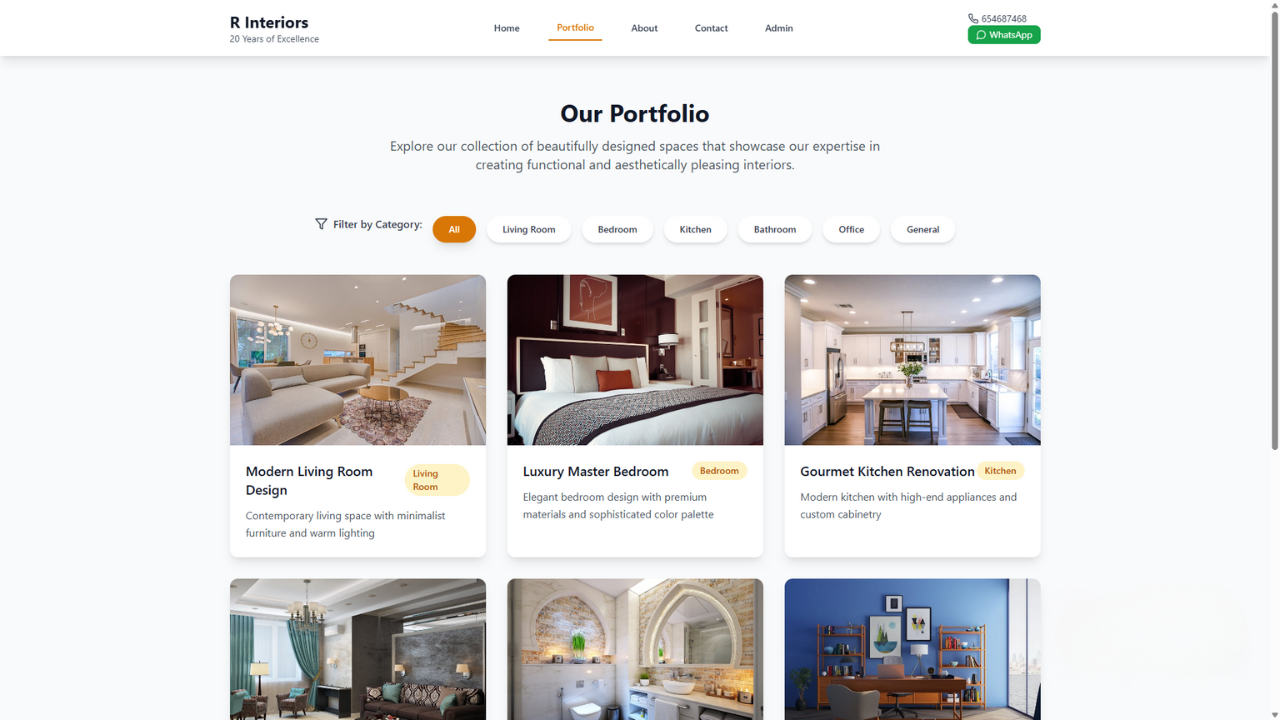 R Interiors
20 Years of Excellence
Home
Portfolio
About
Contact
Admin
654687468
WhatsApp
Our Portfolio
Explore our collection of beautifully designed spaces that showcase our expertise in
creating functional and aesthetically pleasing interiors.
Filter by Category:
All
Living Room
Bedroom
Kitchen
Bathroom
Office
General
Modern Living Room
Design
Living
Room
Contemporary living space with minimalist
furniture and warm lighting
Luxury Master Bedroom
Bedroom
Elegant bedroom design with premium
materials and sophisticated color palette
Gourmet Kitchen Renovation
Kitchen
Modern kitchen with high-end appliances and
custom cabinetry